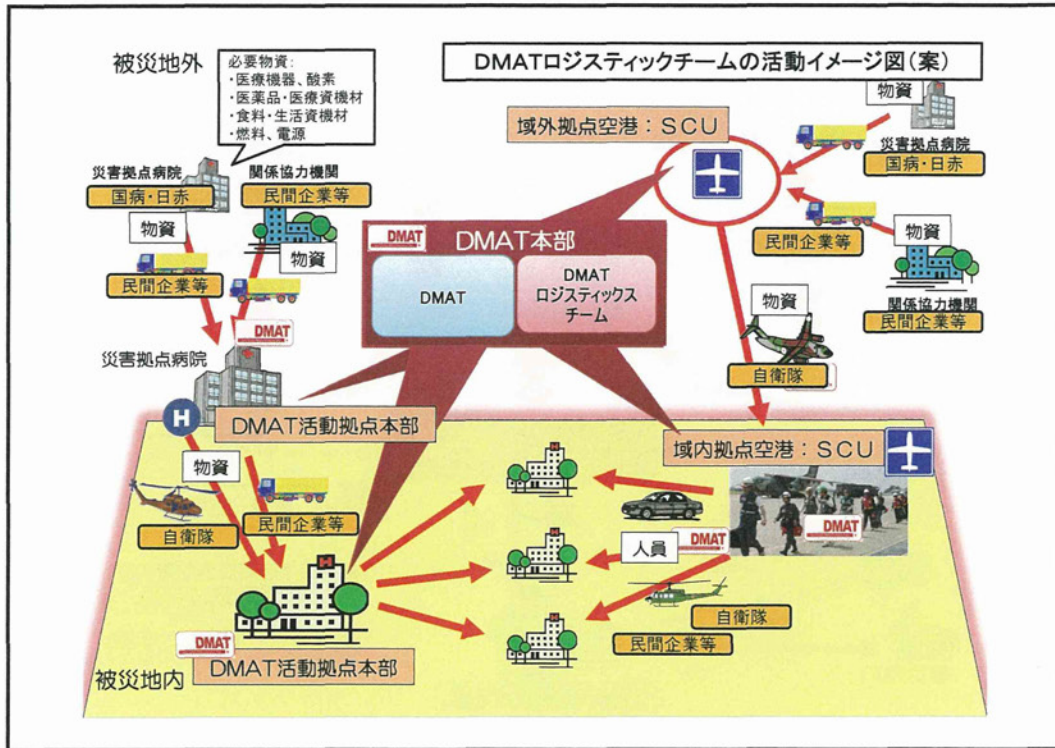 被災地外
必要物資:
・医療機器、酸素
・医薬品・医療資機材
・食料・生活資機材
・燃料、電源
DMATロジスティックチームの活動イメージ図(案)
災害拠点病院
国病・日赤
関係協力機関
民間企業等
物資
物資
民間企業等
DMAT
災害拠点病院
域外拠点空港:SCU
物資
災害拠点病院
国病・日赤
民間企業等
物資
関係協力機関
民間企業等
DMAT
DMAT本部
DMAT
DMAT
ロジスティックス
チーム
物資
自衛隊
H
DMAT活動拠点本部
物資
自衛隊
民間企業等
域内拠点空港:SCU
DMAT
DMAT
人員
自衛隊
民間企業等
H
H
H
H
DMAT
DMAT活動拠点本部
被災地内